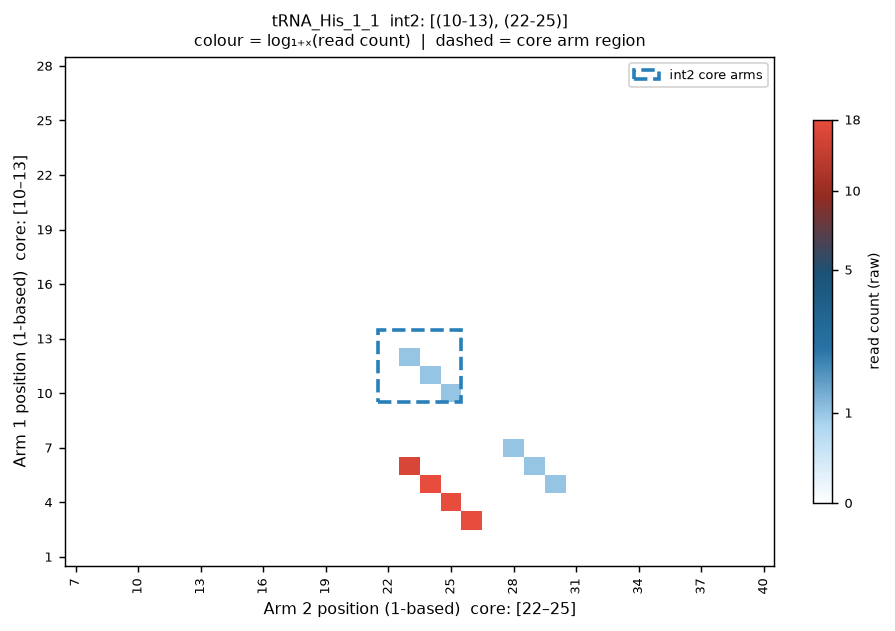 tRNA_His_1_1  int2: [(10-13), (22-25)]
colour = log₁₊ₓ(read count)  |  dashed = core arm region
int2 core arms
Arm 1 position (1-based)  core: [10–13]
28
25
22
19
16
13
10
7
4
1
7 10 13 16 19 22 25 28 31 34 37 40
Arm 2 position (1-based)  core: [22–25]
18
10
5
1
0
read count (raw)